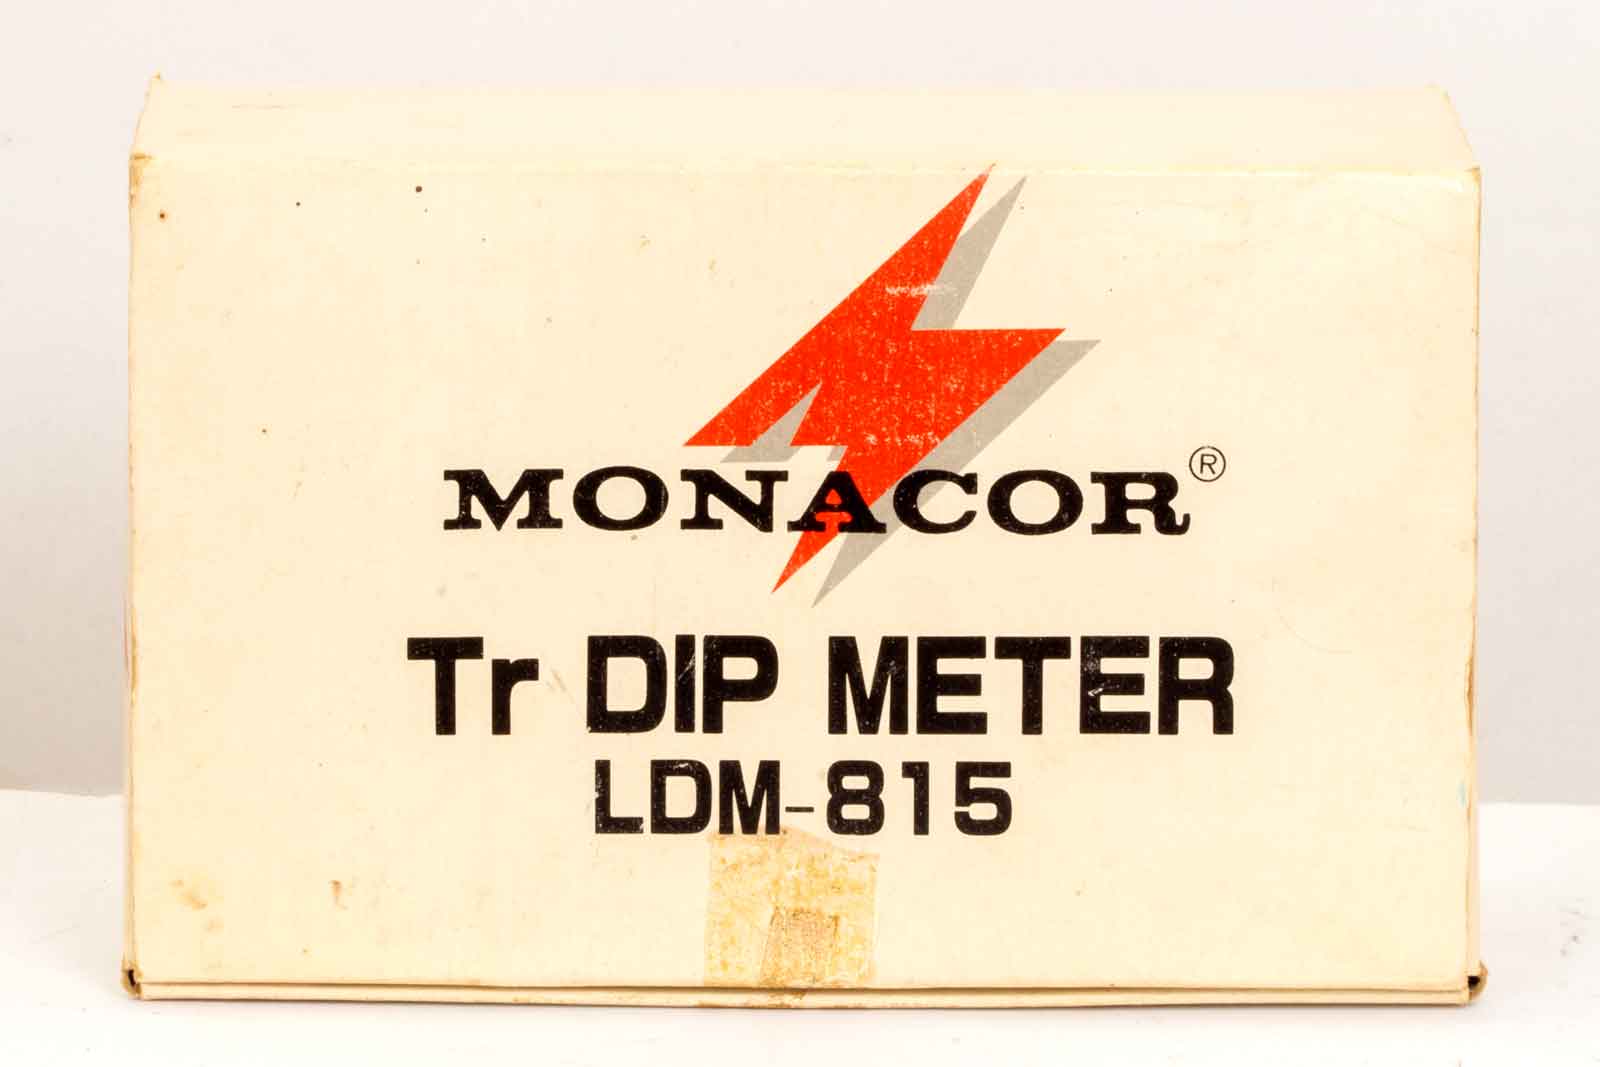 MONACOR®
Tr DIP METER
LDM-815